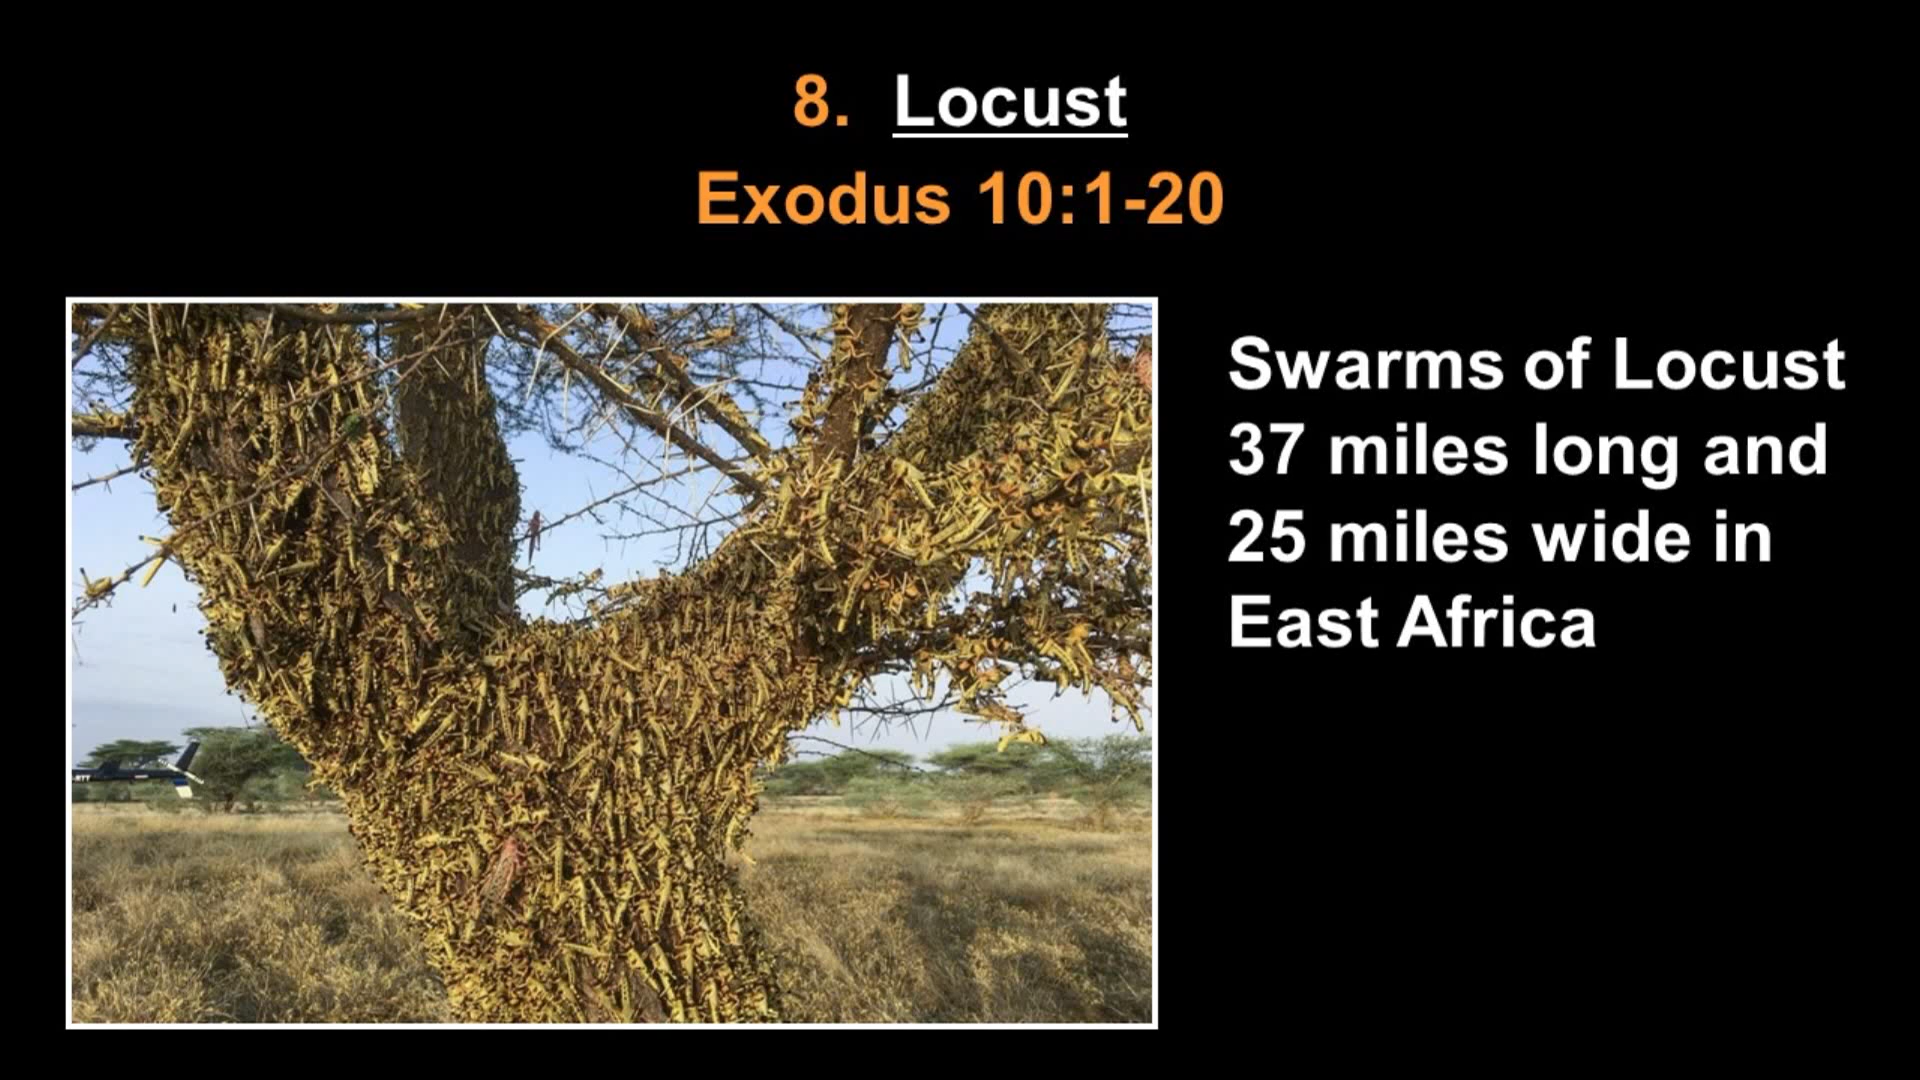 8. Locust
Exodus 10:1-20
Swarms of Locust
37 miles long and
25 miles wide in
East Africa